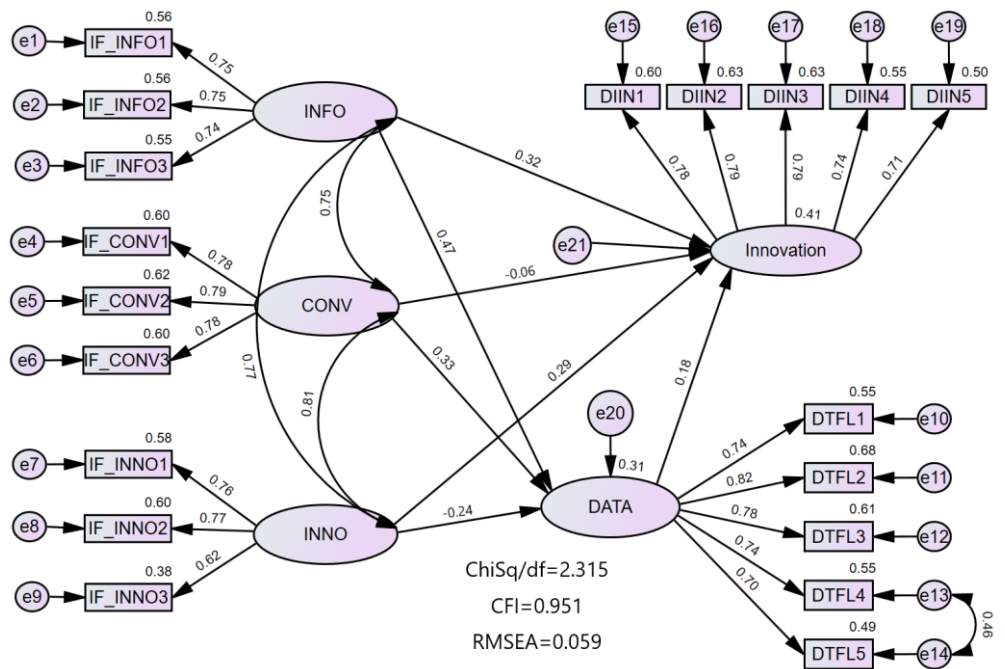 e1
0.56
IF_INFO1
e2
0.56
IF_INFO2
e3
0.55
IF_INFO3
0.75
0.75
0.74
INFO
e4
0.60
IF_CONV1
e5
0.62
IF_CONV2
e6
0.60
IF_CONV3
0.78
0.79
0.78
CONV
e7
0.58
IF_INNO1
e8
0.60
IF_INNO2
e9
0.38
IF_INNO3
0.76
0.77
0.62
INNO
0.75
0.77
0.81
0.32
0.47
-0.06
0.33
0.29
-0.24
0.18
e15
e16
e17
e18
e19
0.60
0.63
0.63
0.55
0.50
DIIN1
DIIN2
DIIN3
DIIN4
DIIN5
0.78
0.79
0.79
0.74
0.71
e21
0.41
Innovation
e20
0.31
DATA
0.74
0.82
0.78
0.74
0.70
0.55
DTFL1
e10
0.68
DTFL2
e11
0.61
DTFL3
e12
0.55
DTFL4
e13
0.49
DTFL5
e14
0.46
ChiSq/df=2.315
CFI=0.951
RMSEA=0.059